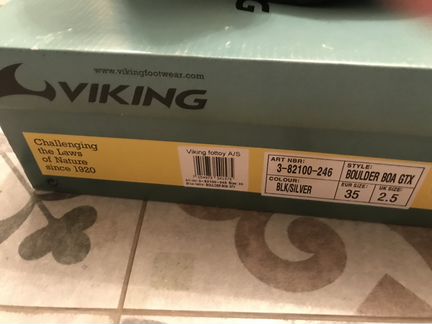 www.vikingfootwear.com
VIKING
Challenging
the Laws
of Nature
since 1920
Viking fottoy A/S
ART NBR:
3-82100-246
STYLE:
BOULDER BOA GTX
COLOUR:
BLK/SILVER
EUR SIZE:
35
UK SIZE:
2.5